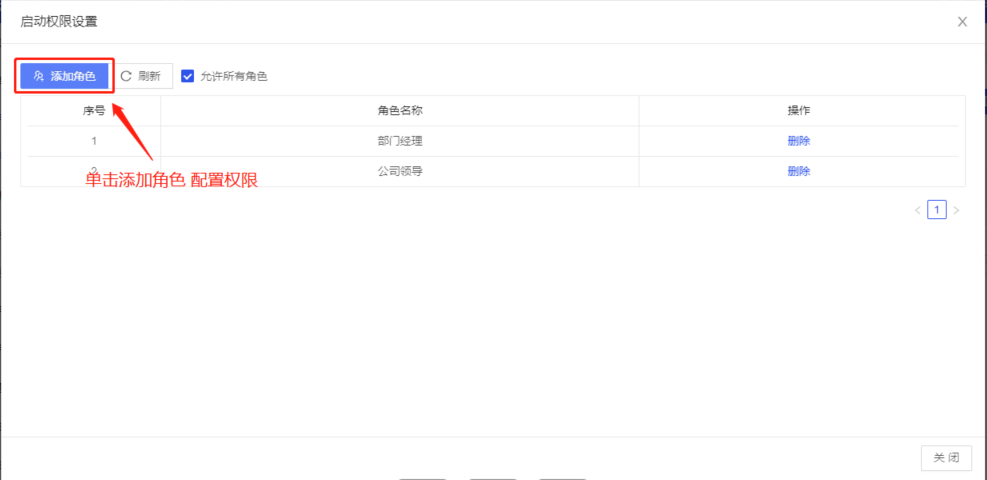 启动权限设置
添加角色 刷新 允许所有角色
序号 角色名称 操作
1 部门经理 删除
2 公司领导 删除
单击添加角色 配置权限
1
关 闭